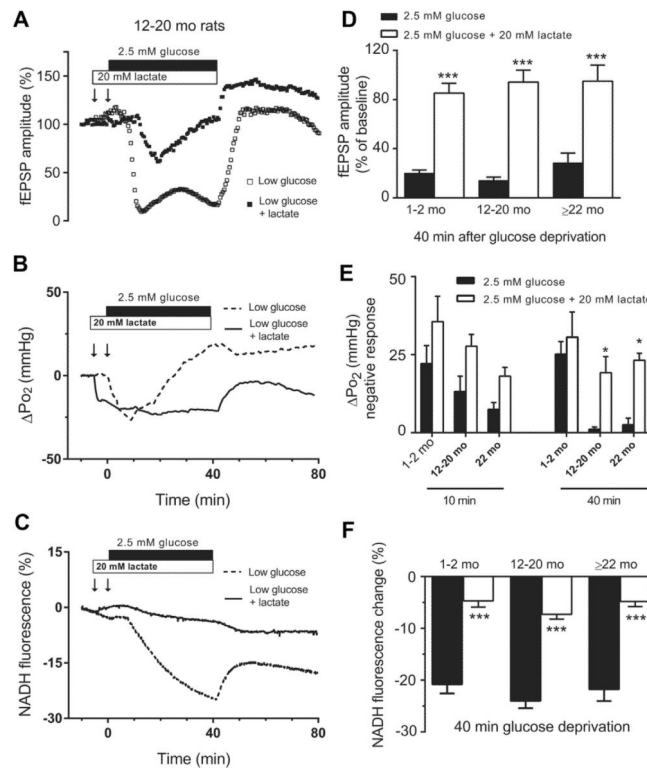 A
12-20 mo rats
2.5 mM glucose
20 mM lactate
fEPSP amplitude (%)
150
100
50
0
Low glucose
Low glucose
+ lactate
B
2.5 mM glucose
20 mM lactate
Low glucose
Low glucose
+ lactate
ΔPo2 (mmHg)
50
0
-50
0
40
80
Time (min)
C
2.5 mM glucose
20 mM lactate
Low glucose
Low glucose
+ lactate
NADH fluorescence (%)
15
0
-15
-30
0
40
80
Time (min)
D
2.5 mM glucose
2.5 mM glucose + 20 mM lactate
fEPSP amplitude
(% of baseline)
120
80
40
0
***
***
***
1-2 mo
12-20 mo
≥22 mo
40 min after glucose deprivation
E
2.5 mM glucose
2.5 mM glucose + 20 mM lactate
ΔPo2 (mmHg)
negative response
50
25
0
*
*
1-2 mo
12-20 mo
22 mo
1-2 mo
12-20 mo
22 mo
10 min
40 min
F
NADH fluorescence change (%)
1-2 mo
12-20 mo
≥22 mo
0
-10
-20
-30
***
***
***
40 min glucose deprivation